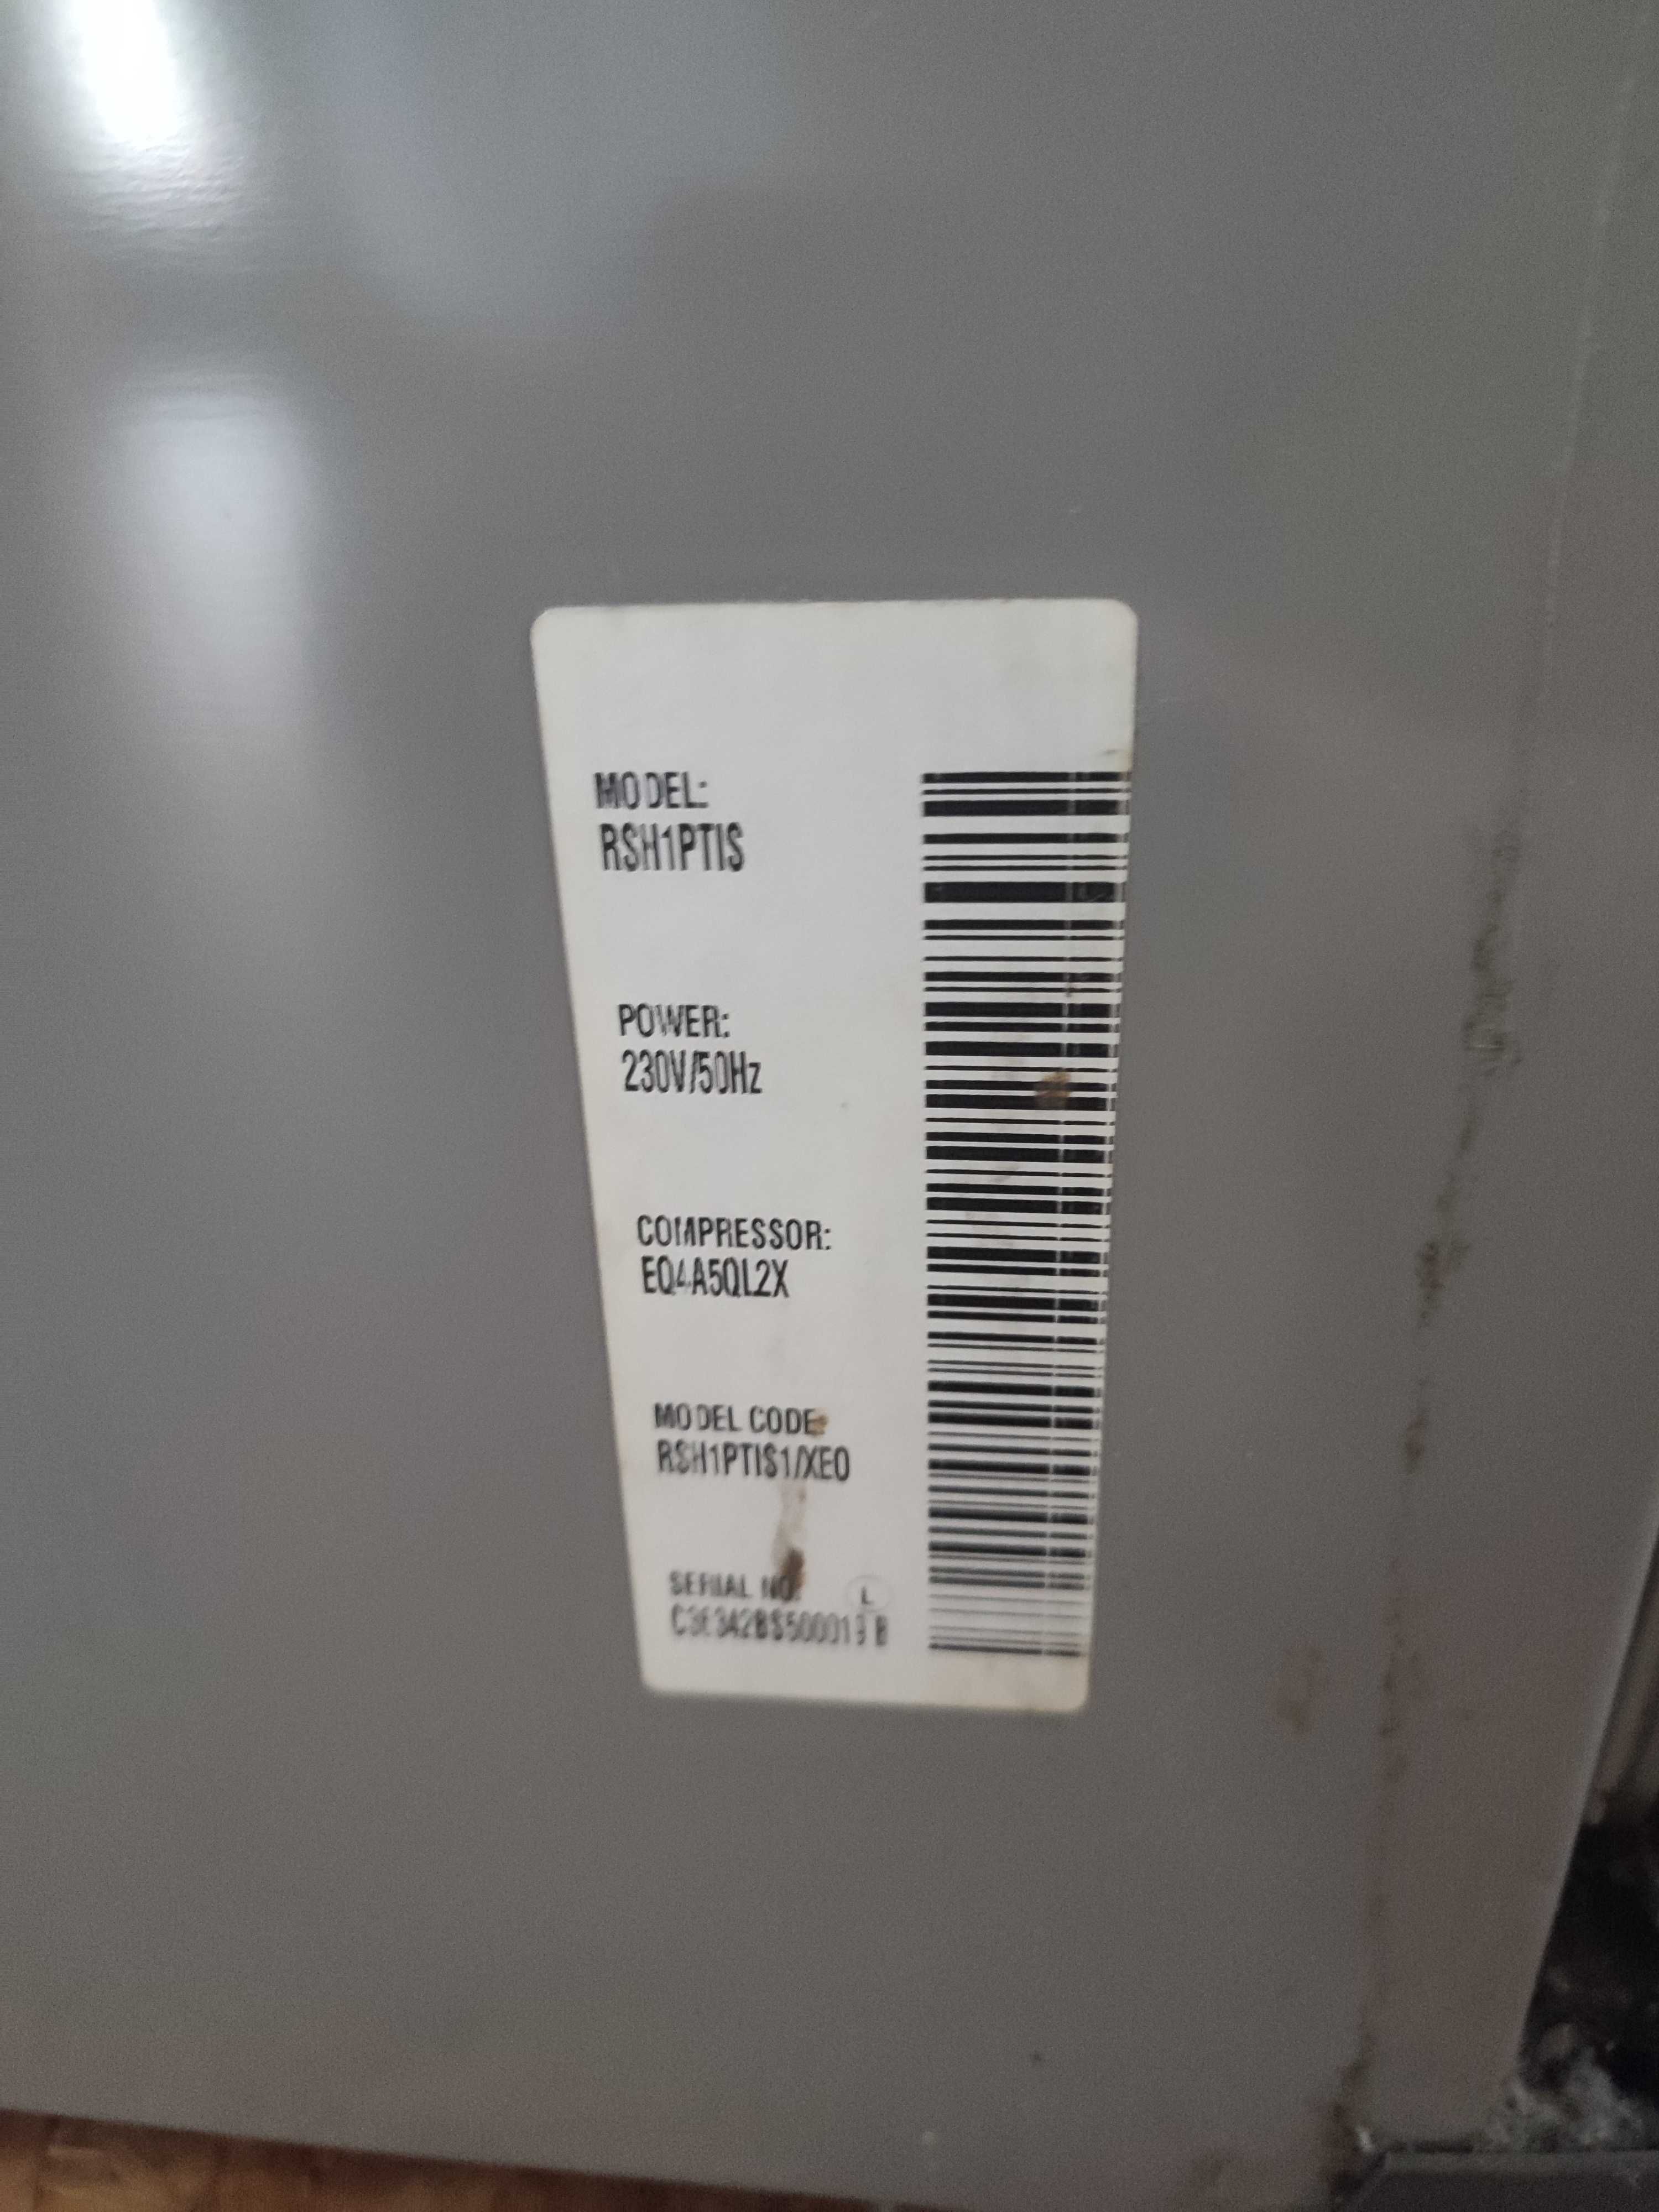 MODEL:
RSH1PTIS
POWER:
230V/50Hz
COMPRESSOR:
EQ4A5QL2X
MODEL CODE:
RSH1PTIS1/XEO
SERIAL NO:
L